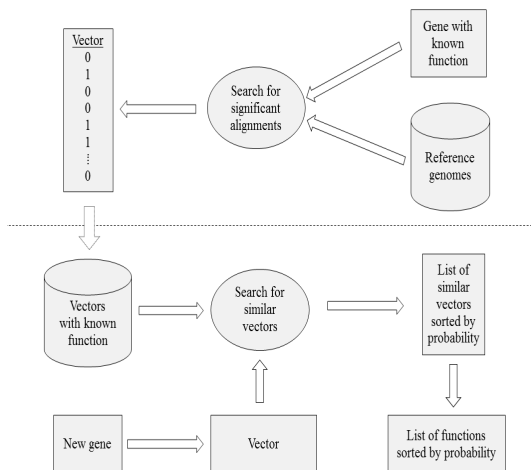 Vector
0
1
0
0
1
1
⋮
0
Search for
significant
alignments
Gene with
known
function
Reference
genomes
Vectors
with known
function
Search for
similar
vectors
List of
similar
vectors
sorted by
probability
New gene
Vector
List of functions
sorted by probability